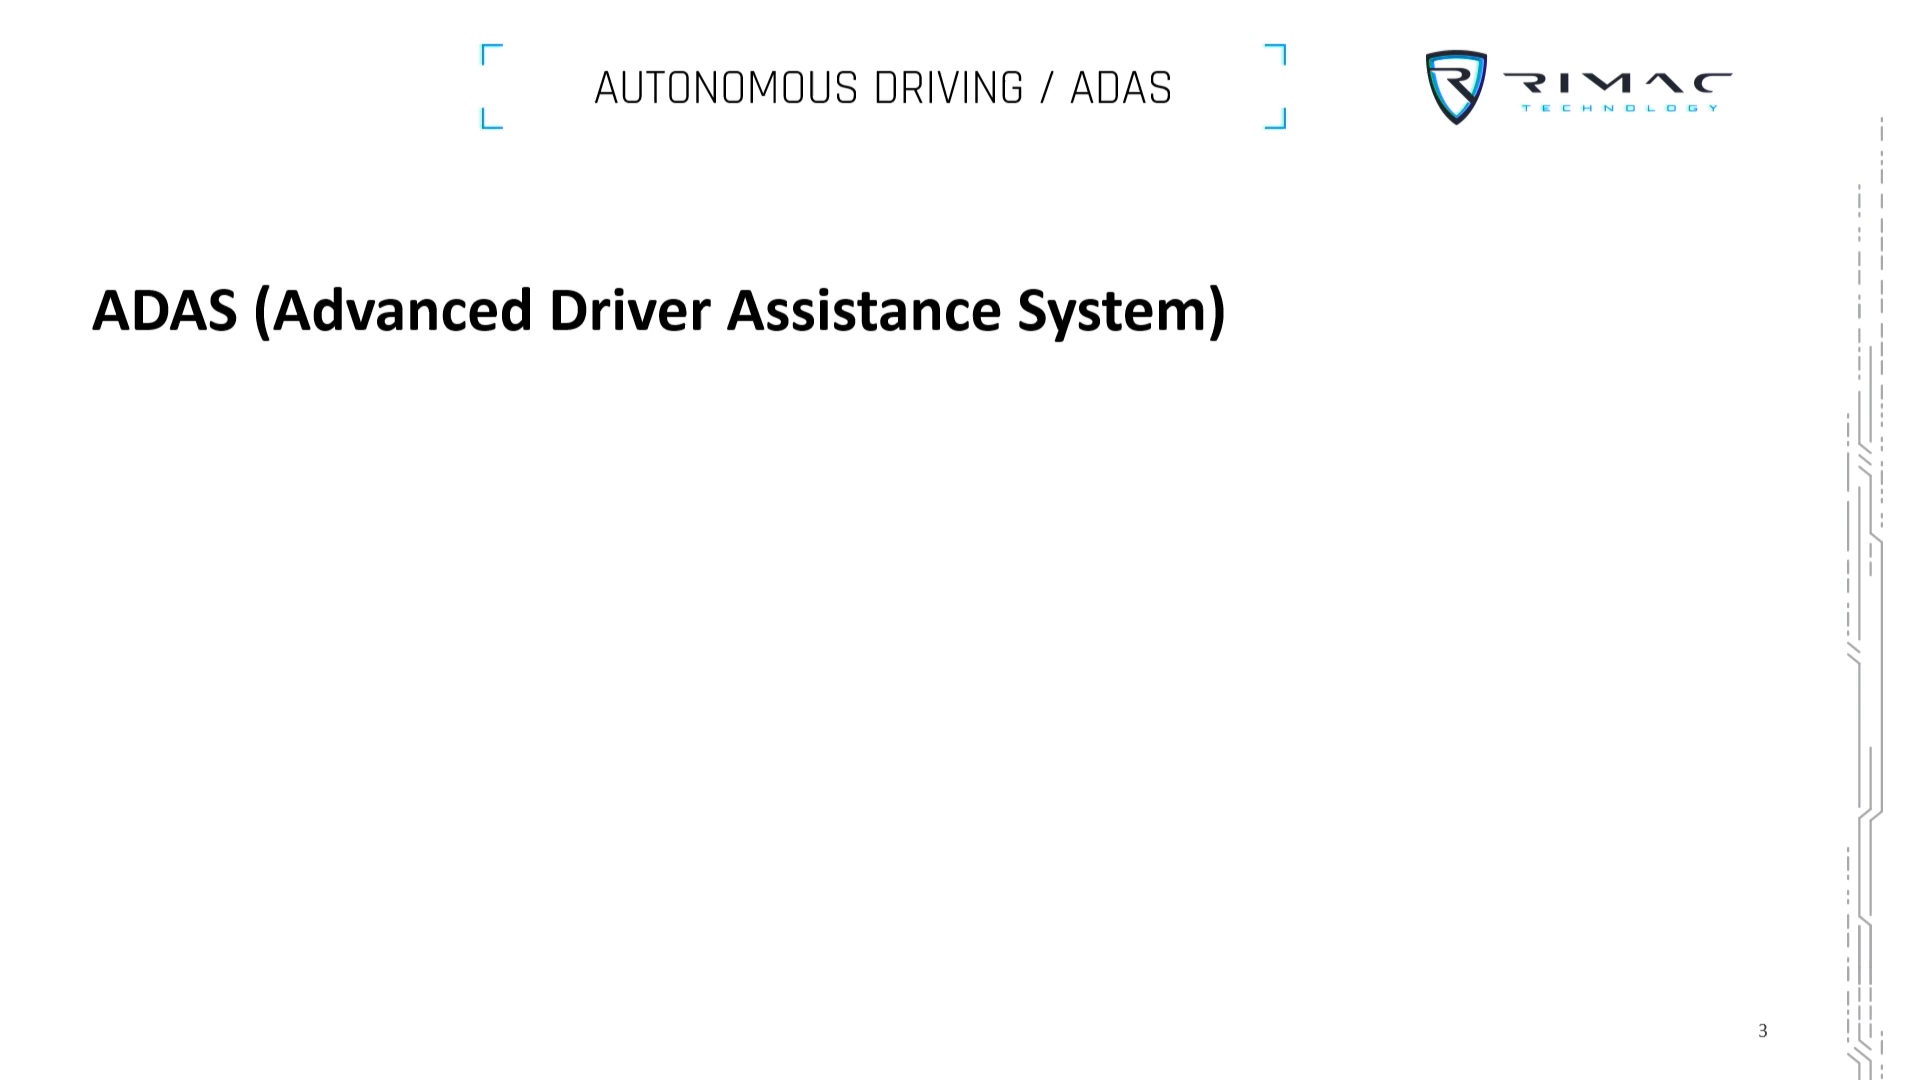 AUTONOMOUS DRIVING / ADAS
RIMAC
TECHNOLOGY
ADAS (Advanced Driver Assistance System)
3